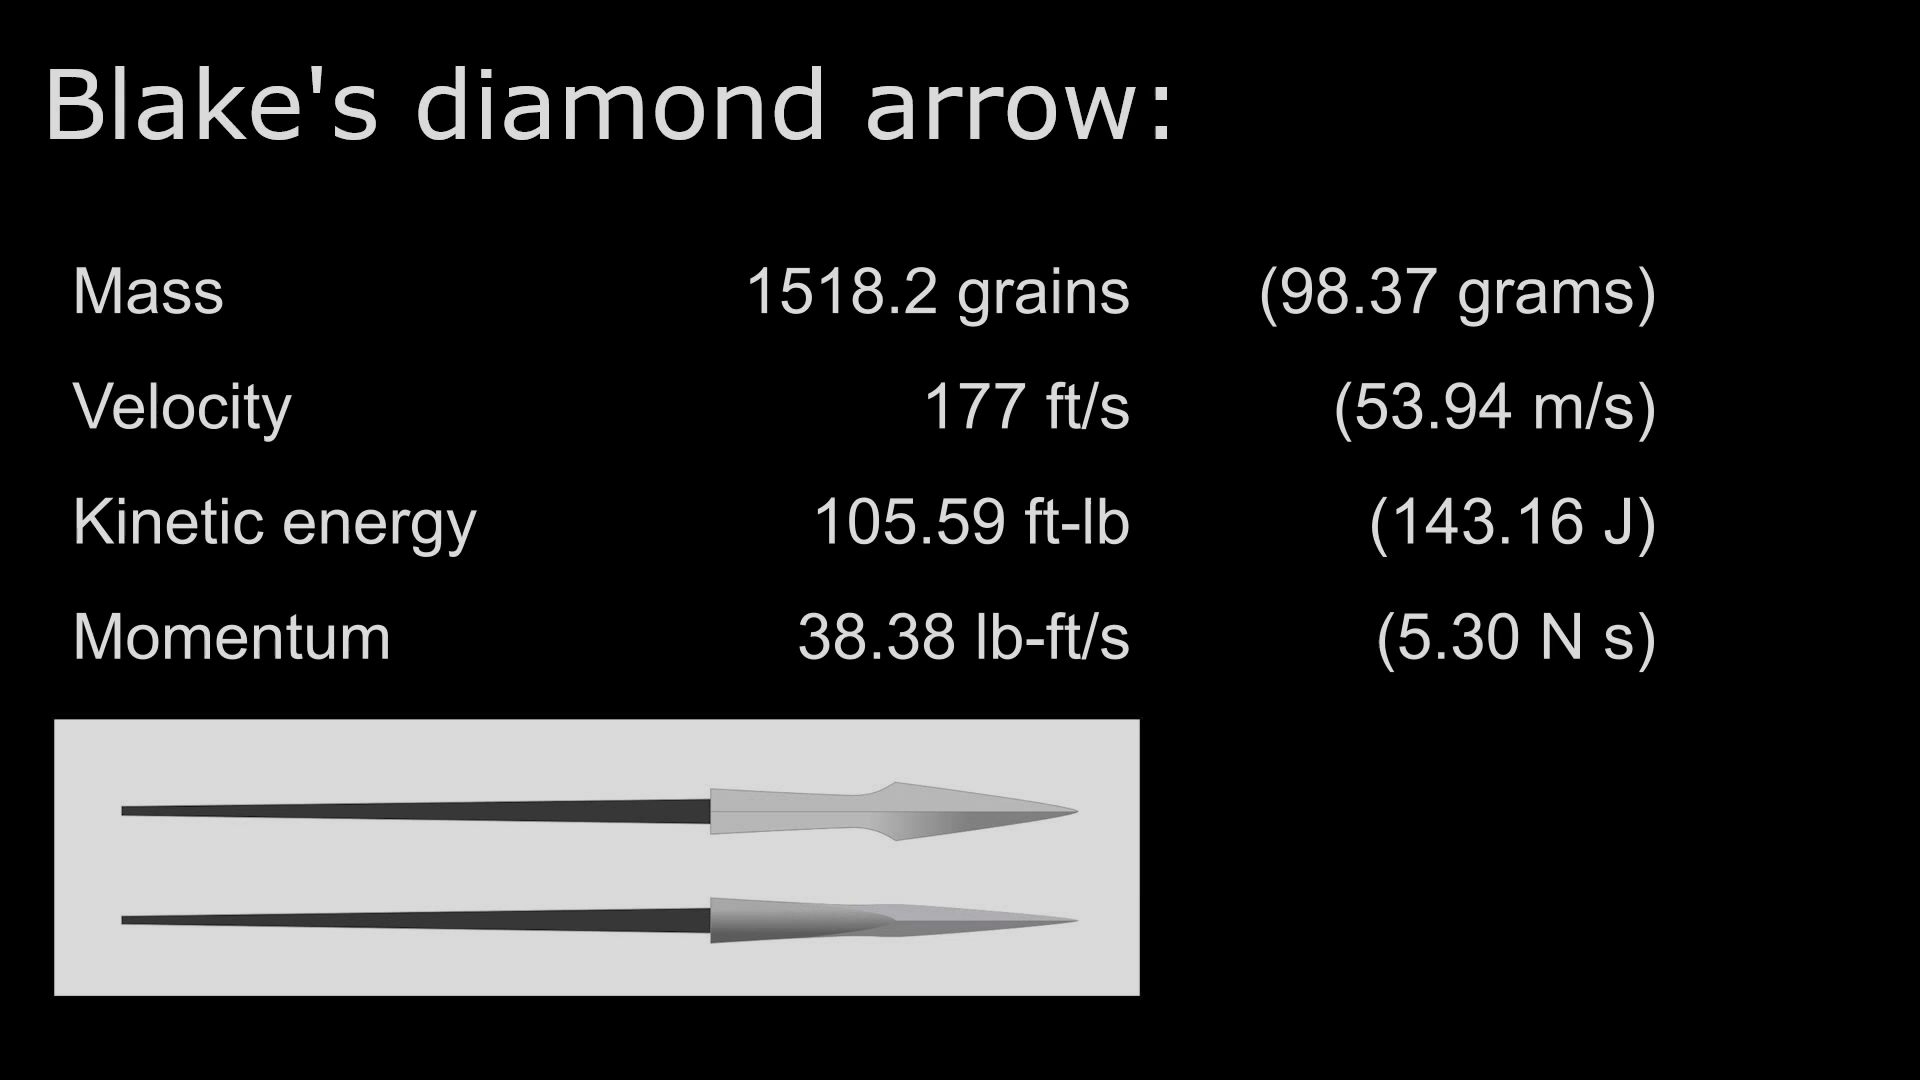 Blake's diamond arrow:
Mass 1518.2 grains (98.37 grams)
Velocity 177 ft/s (53.94 m/s)
Kinetic energy 105.59 ft-lb (143.16 J)
Momentum 38.38 lb-ft/s (5.30 N s)